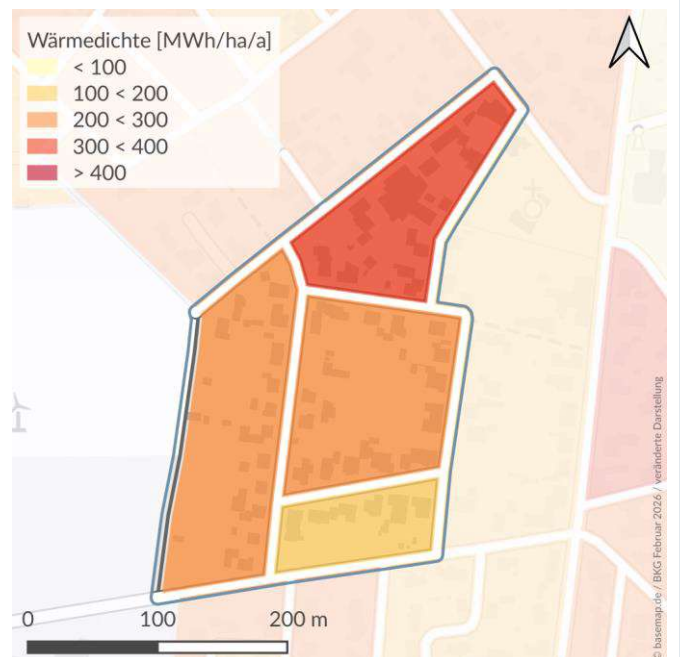 Wärmedichte [MWh/ha/a]
< 100
100 < 200
200 < 300
300 < 400
> 400
0 100 200 m
© basemap.de / BKG Februar 2026 / veränderte Darstellung